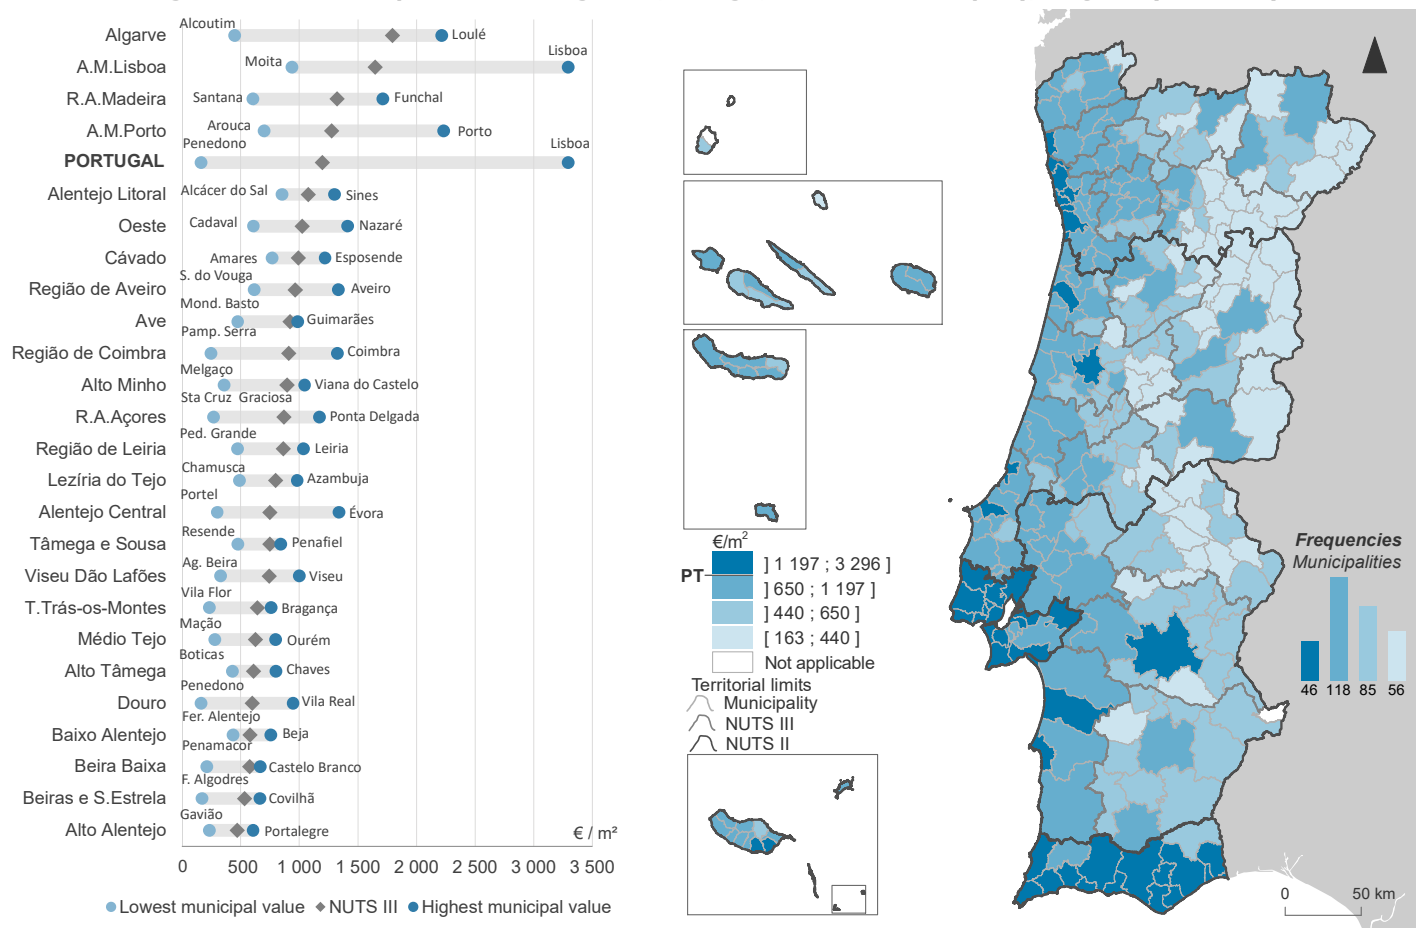 Alcoutim
Algarve
Loulé
Lisboa
A.M.Lisboa
Moita
R.A.Madeira
Santana
Funchal
Arouca
A.M.Porto
Porto
Penedono
Lisboa
PORTUGAL
Alentejo Litoral
Alcácer do Sal
Sines
Oeste
Cadaval
Nazaré
Cávado
Amares
Esposende
S. do Vouga
Região de Aveiro
Aveiro
Mond. Basto
Ave
Guimarães
Pamp. Serra
Região de Coimbra
Coimbra
Melgaço
Alto Minho
Viana do Castelo
Sta Cruz Graciosa
R.A.Açores
Ponta Delgada
Ped. Grande
Região de Leiria
Leiria
Chamusca
Lezíria do Tejo
Azambuja
Portel
Alentejo Central
Évora
Resende
Tâmega e Sousa
Penafiel
Ag. Beira
Viseu Dão Lafões
Viseu
Vila Flor
T.Trás-os-Montes
Bragança
Mação
Médio Tejo
Ourém
Boticas
Alto Tâmega
Chaves
Penedono
Douro
Vila Real
Fer. Alentejo
Baixo Alentejo
Beja
Penamacor
Beira Baixa
Castelo Branco
F. Algodres
Beiras e S.Estrela
Covilhã
Gavião
Alto Alentejo
Portalegre
€ / m²
0 500 1 000 1 500 2 000 2 500 3 000 3 500
Lowest municipal value NUTS III Highest municipal value
€/m²
PT
] 1 197 ; 3 296 ]
] 650 ; 1 197 ]
] 440 ; 650 ]
[ 163 ; 440 ]
Not applicable
Territorial limits
Municipality
NUTS III
NUTS II
Frequencies
Municipalities
46 118 85 56
0 50 km